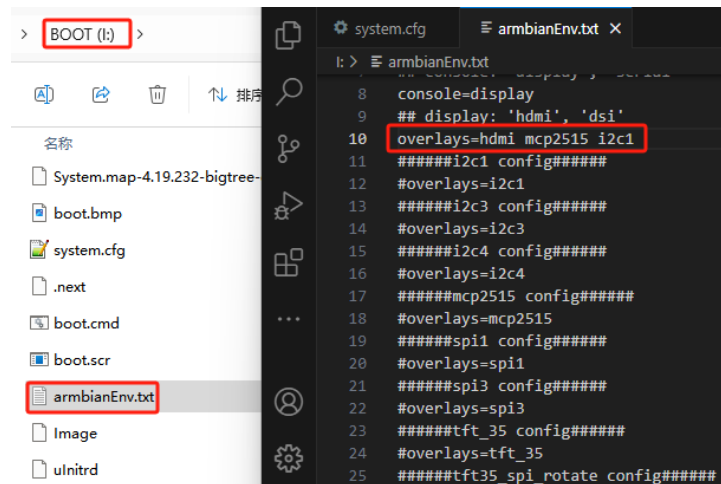 BOOT (I:)
排序
名称
System.map-4.19.232-bigtree-
boot.bmp
system.cfg
.next
boot.cmd
boot.scr
armbianEnv.txt
Image
uInitrd
system.cfg
armbianEnv.txt
I: > armbianEnv.txt
8 console=display
9 ## display: 'hdmi', 'dsi'
10 overlays=hdmi mcp2515 i2c1
11 ######i2c1 config######
12 #overlays=i2c1
13 ######i2c3 config######
14 #overlays=i2c3
15 ######i2c4 config######
16 #overlays=i2c4
17 ######mcp2515 config######
18 #overlays=mcp2515
19 ######spi1 config######
20 #overlays=spi1
21 ######spi3 config######
22 #overlays=spi3
23 ######tft_35 config######
24 #overlays=tft_35
25 ######tft35_spi_rotate config######